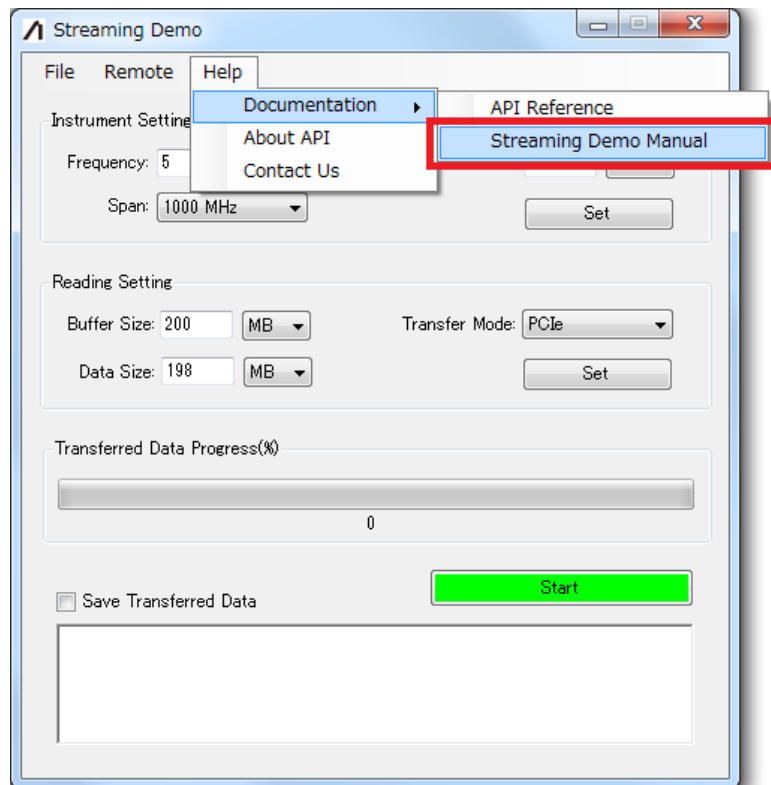 Streaming Demo
File Remote Help
Documentation
API Reference
About API
Streaming Demo Manual
Contact Us
Instrument Setting
Frequency: 5
Span: 1000 MHz
Set
Reading Setting
Buffer Size: 200 MB
Transfer Mode: PCIe
Data Size: 198 MB
Set
Transferred Data Progress(%)
0
Save Transferred Data
Start